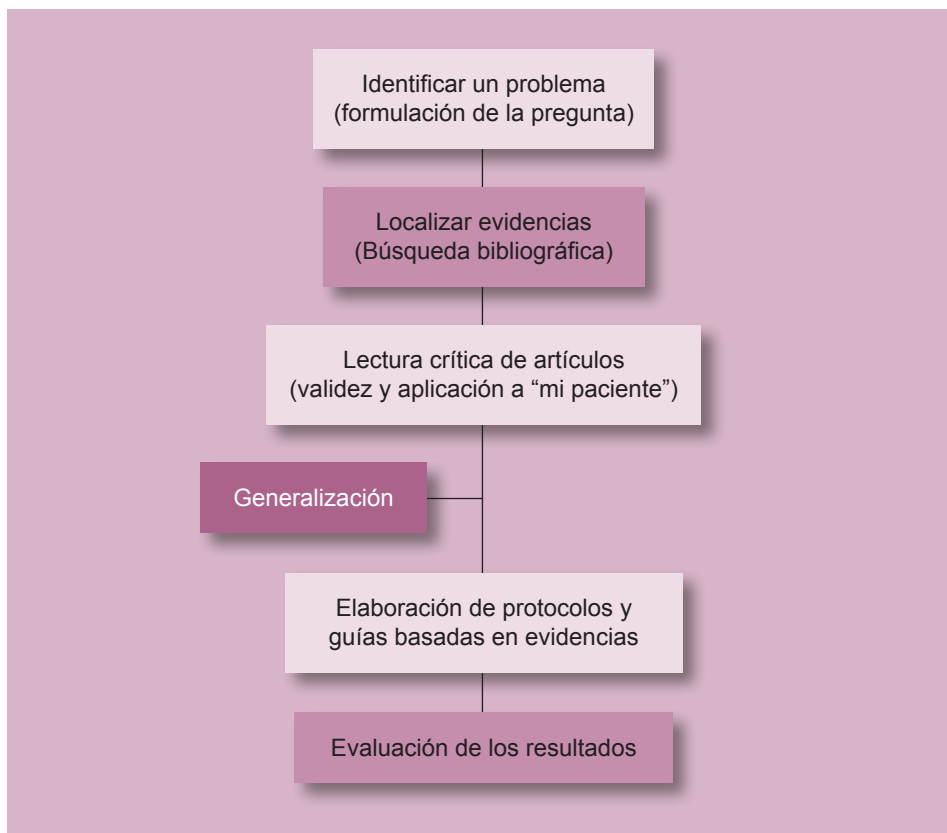 Identificar un problema
(formulación de la pregunta)
Localizar evidencias
(Búsqueda bibliográfica)
Lectura crítica de artículos
(validez y aplicación a “mi paciente”)
Generalización
Elaboración de protocolos y
guías basadas en evidencias
Evaluación de los resultados